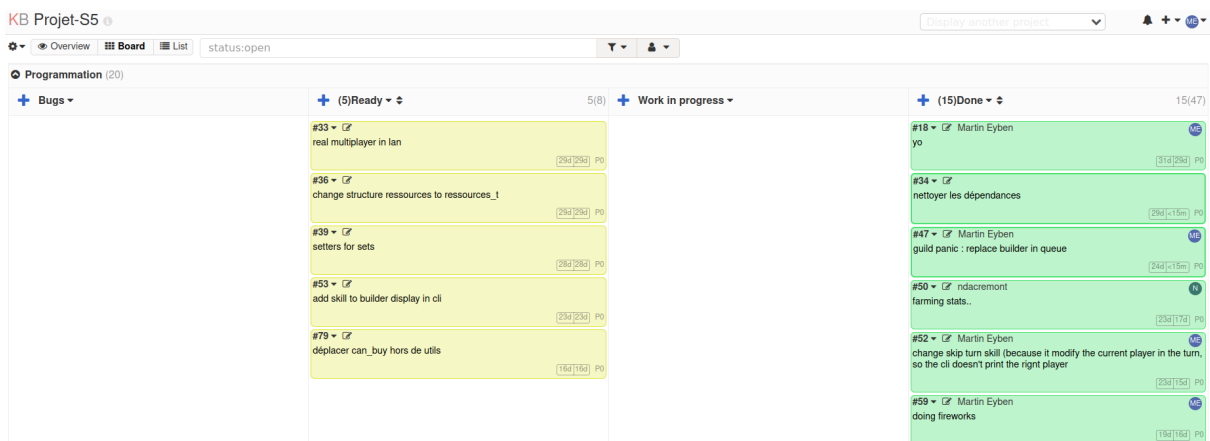 KB Projet-S5
Display another project
ME
Overview Board List status:open
Programmation (20)
Bugs
(5)Ready 5(8)
Work in progress
(15)Done 15(47)
#33
real multiplayer in lan
29d 29d P0
#36
change structure ressources to ressources_t
29d 29d P0
#39
setters for sets
28d 28d P0
#53
add skill to builder display in cli
23d 23d P0
#79
déplacer can_buy hors de utils
16d 16d P0
#18 Martin Eyben ME
yo
31d 29d P0
#34
nettoyer les dépendances
29d <15m P0
#47 Martin Eyben ME
guild panic : replace builder in queue
24d <15m P0
#50 ndacremont N
farming stats..
23d 17d P0
#52 Martin Eyben ME
change skip turn skill (because it modify the current player in the turn,
so the cli doesn't print the rignt player
23d 15d P0
#59 Martin Eyben ME
doing fireworks
19d 16d P0